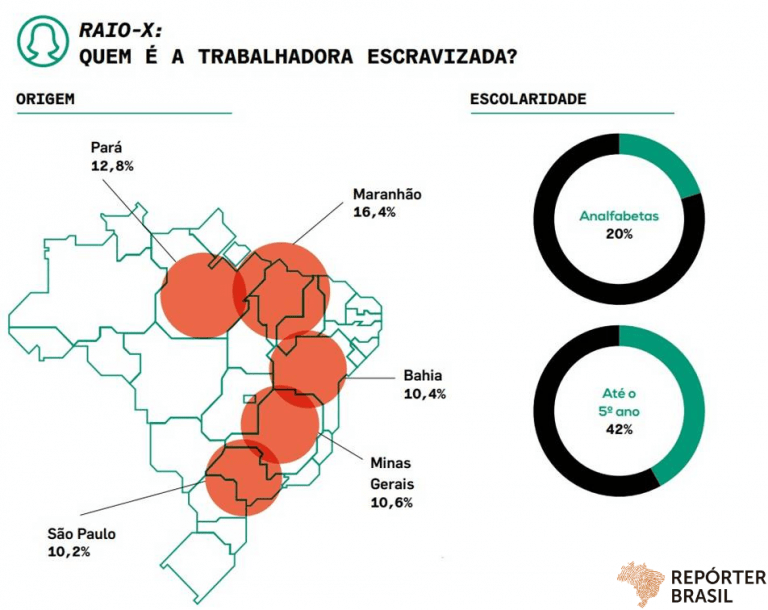 RAIO-X:
QUEM É A TRABALHADORA ESCRAVIZADA?
ORIGEM
Pará
12,8%
Maranhão
16,4%
Bahia
10,4%
Minas
Gerais
10,6%
São Paulo
10,2%
ESCOLARIDADE
Analfabetas
20%
Até o
5º ano
42%
REPÓRTER
BRASIL